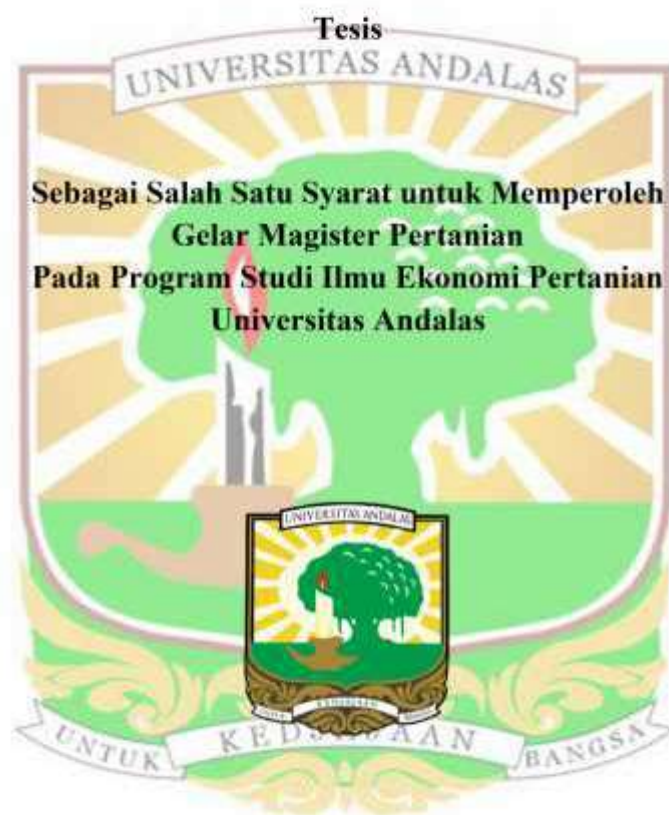 Tesis
UNIVERSITAS ANDALAS
Sebagai Salah Satu Syarat untuk Memperoleh
Gelar Magister Pertanian
Pada Program Studi Ilmu Ekonomi Pertanian
Universitas Andalas
UNIVERSITAS ANDALAS
UNTUK KEDJAJAAN BANGSA